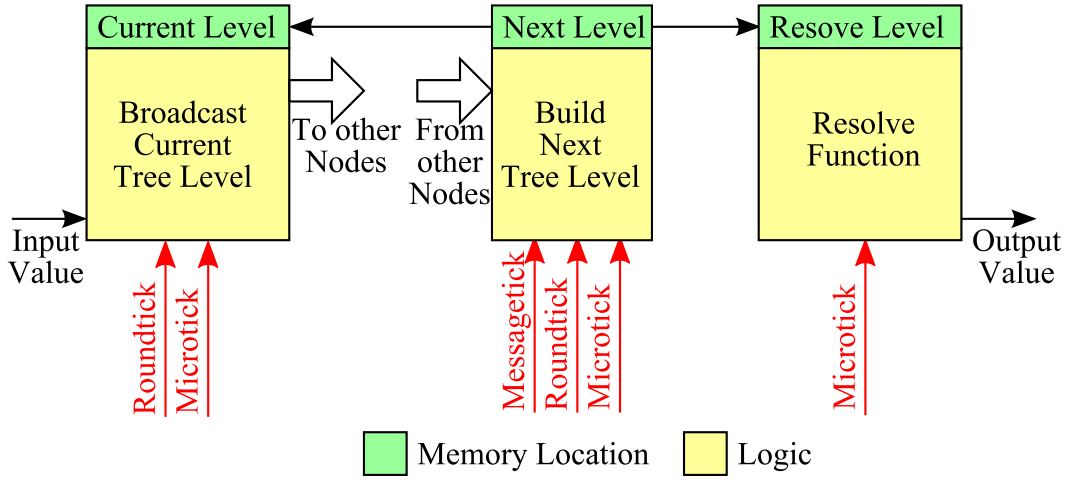 Current Level
Next Level
Resove Level
Broadcast
Current
Tree Level
To other
Nodes
From
other
Nodes
Build
Next
Tree Level
Resolve
Function
Input
Value
Output
Value
Roundtick
Microtick
Messagetick
Roundtick
Microtick
Microtick
Memory Location
Logic